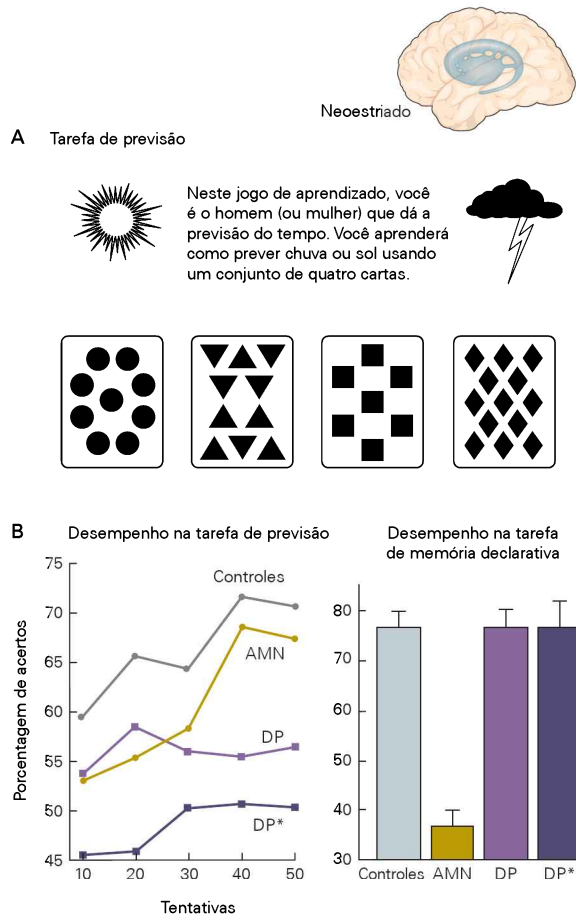 Neoestriado
A Tarefa de previsão
Neste jogo de aprendizado, você
é o homem (ou mulher) que dá a
previsão do tempo. Você aprenderá
como prever chuva ou sol usando
um conjunto de quatro cartas.
B Desempenho na tarefa de previsão
Porcentagem de acertos
75
70
65
60
55
50
45
Controles
AMN
DP
DP*
10 20 30 40 50
Tentativas
Desempenho na tarefa
de memória declarativa
80
70
60
50
40
30
Controles AMN DP DP*